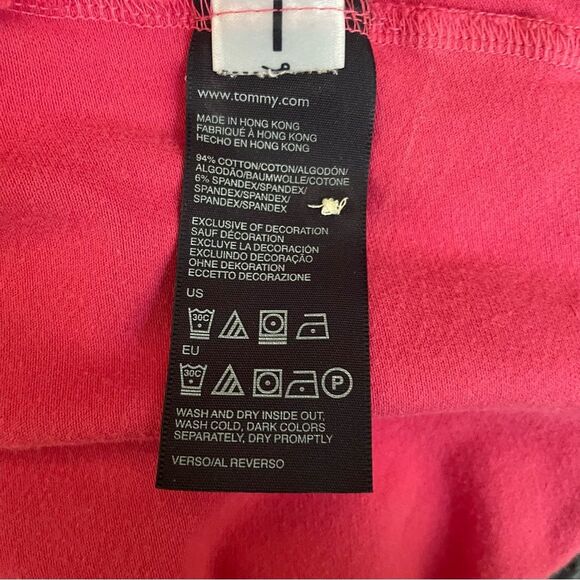 www.tommy.com
MADE IN HONG KONG
FABRIQUÉ À HONG KONG
HECHO EN HONG KONG
94% COTTON/COTON/ALGODÓN/
ALGODÃO/BAUMWOLLE/COTONE
6% SPANDEX/SPANDEX/
SPANDEX/SPANDEX/
SPANDEX/SPANDEX
EXCLUSIVE OF DECORATION
SAUF DÉCORATION
EXCLUYE LA DECORACIÓN
EXCLUINDO DECORAÇÃO
OHNE DEKORATION
ECCETTO DECORAZIONE
US
30C
EU
30C P
WASH AND DRY INSIDE OUT,
WASH COLD, DARK COLORS
SEPARATELY, DRY PROMPTLY
VERSO/AL REVERSO